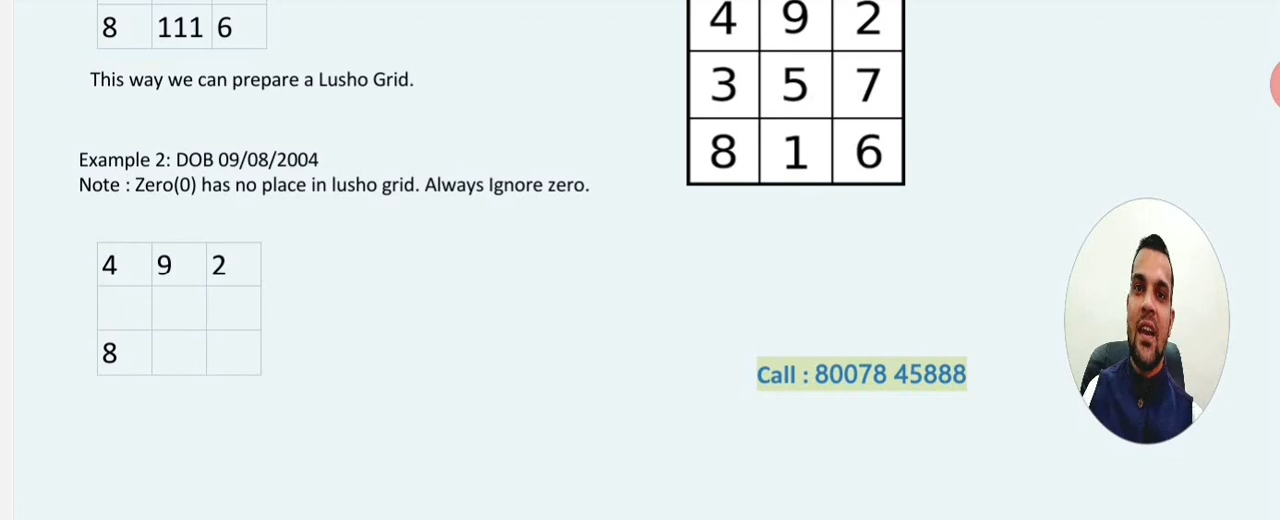 8 111 6
This way we can prepare a Lusho Grid.
4 9 2
3 5 7
8 1 6
Example 2: DOB 09/08/2004
Note : Zero(0) has no place in lusho grid. Always Ignore zero.
4 9 2
8
Call : 80078 45888